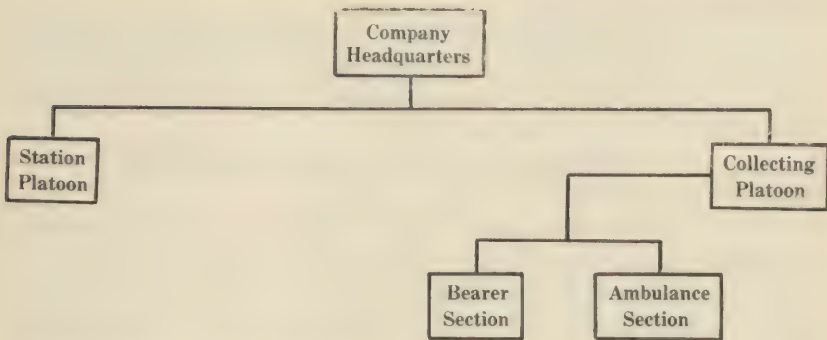 Company
Headquarters
Station
Platoon
Collecting
Platoon
Bearer
Section
Ambulance
Section